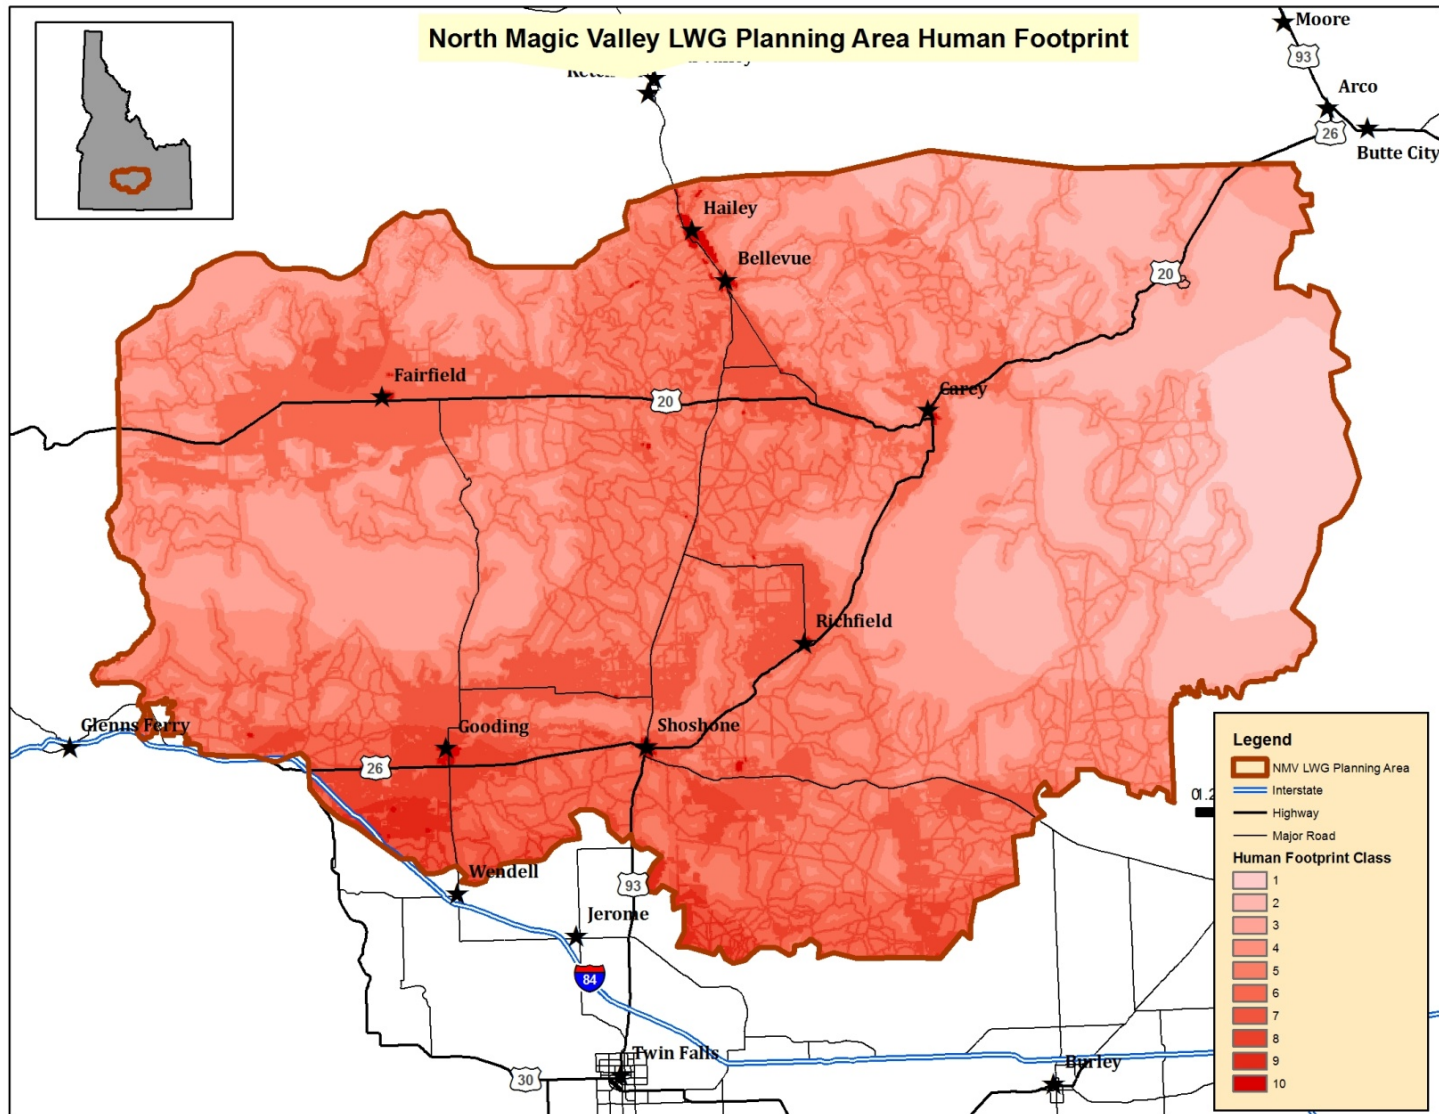 North Magic Valley LWG Planning Area Human Footprint
Moore
93
Arco
26
Butte City
Hailey
Bellevue
20
Fairfield
20
Carey
Richfield
Glenns Ferry
Gooding
Shoshone
26
Wendell
93
Jerome
84
Twin Falls
30
Burley
Legend
NMV LWG Planning Area
Interstate
Highway
Major Road
Human Footprint Class
1
2
3
4
5
6
7
8
9
10